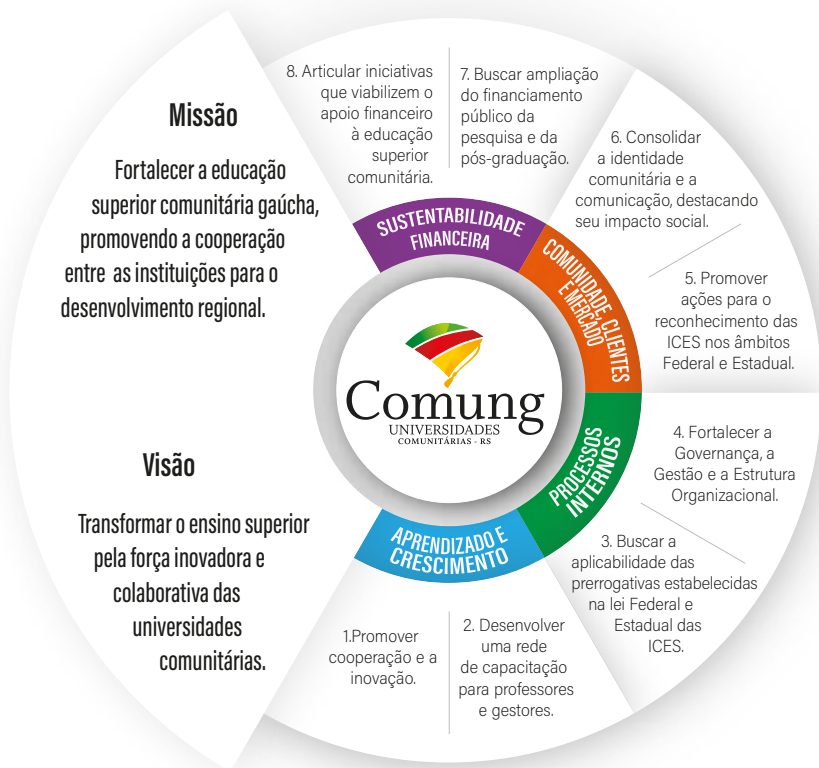 Missão
Fortalecer a educação
superior comunitária gaúcha,
promovendo a cooperação
entre as instituições para o
desenvolvimento regional.
Visão
Transformar o ensino superior
pela força inovadora e
colaborativa das
universidades
comunitárias.
8. Articular iniciativas
que viabilizem o
apoio financeiro
à educação
superior
comunitária.
7. Buscar ampliação
do financiamento
público da
pesquisa e da
pós-graduação.
6. Consolidar
a identidade
comunitária e a
comunicação, destacando
seu impacto social.
5. Promover
ações para o
reconhecimento das
ICES nos âmbitos
Federal e Estadual.
4. Fortalecer a
Governança, a
Gestão e a Estrutura
Organizacional.
3. Buscar a
aplicabilidade das
prerrogativas estabelecidas
na lei Federal e
Estadual das
ICES.
2. Desenvolver
uma rede
de capacitação
para professores
e gestores.
1.Promover
cooperação e a
inovação.
SUSTENTABILIDADE
FINANCEIRA
COMUNIDADE, CLIENTES
E MERCADO
PROCESSOS
INTERNOS
APRENDIZADO E
CRESCIMENTO
Comung
UNIVERSIDADES
COMUNITÁRIAS - RS